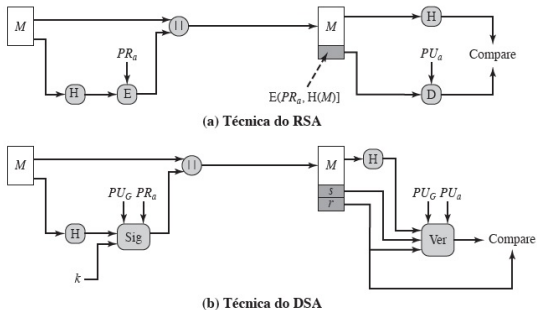 M
||
M
H
PRa
PUa
Compare
H
E
D
E(PRa, H(M)]
(a) Técnica do RSA
M
||
M
H
PUG PRa
s
PUG PUa
r
H
Sig
Ver
Compare
k
(b) Técnica do DSA